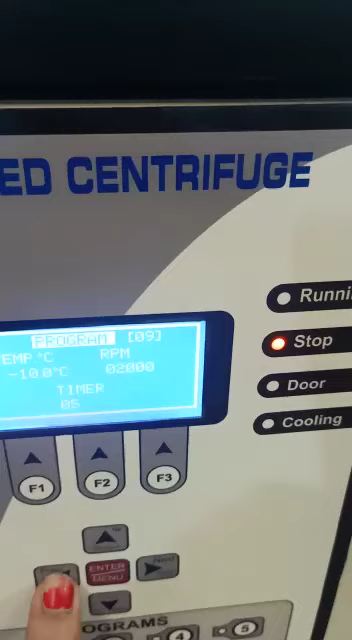 ED CENTRIFUGE
PROGRAM [09]
TEMP °C RPM
-10.0°C 02000
TIMER
05
Runni
Stop
Door
Cooling
F1 F2 F3
ENTER
MENU
OGRAMS
4 5